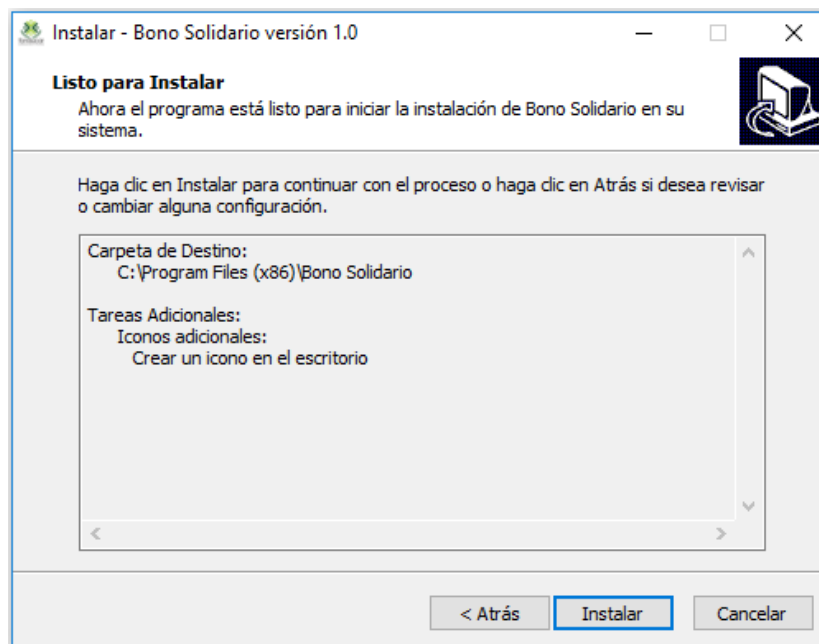 Instalar - Bono Solidario versión 1.0
Listo para Instalar
Ahora el programa está listo para iniciar la instalación de Bono Solidario en su
sistema.
Haga clic en Instalar para continuar con el proceso o haga clic en Atrás si desea revisar
o cambiar alguna configuración.
Carpeta de Destino:
C:\Program Files (x86)\Bono Solidario
Tareas Adicionales:
Iconos adicionales:
Crear un icono en el escritorio
< Atrás
Instalar
Cancelar